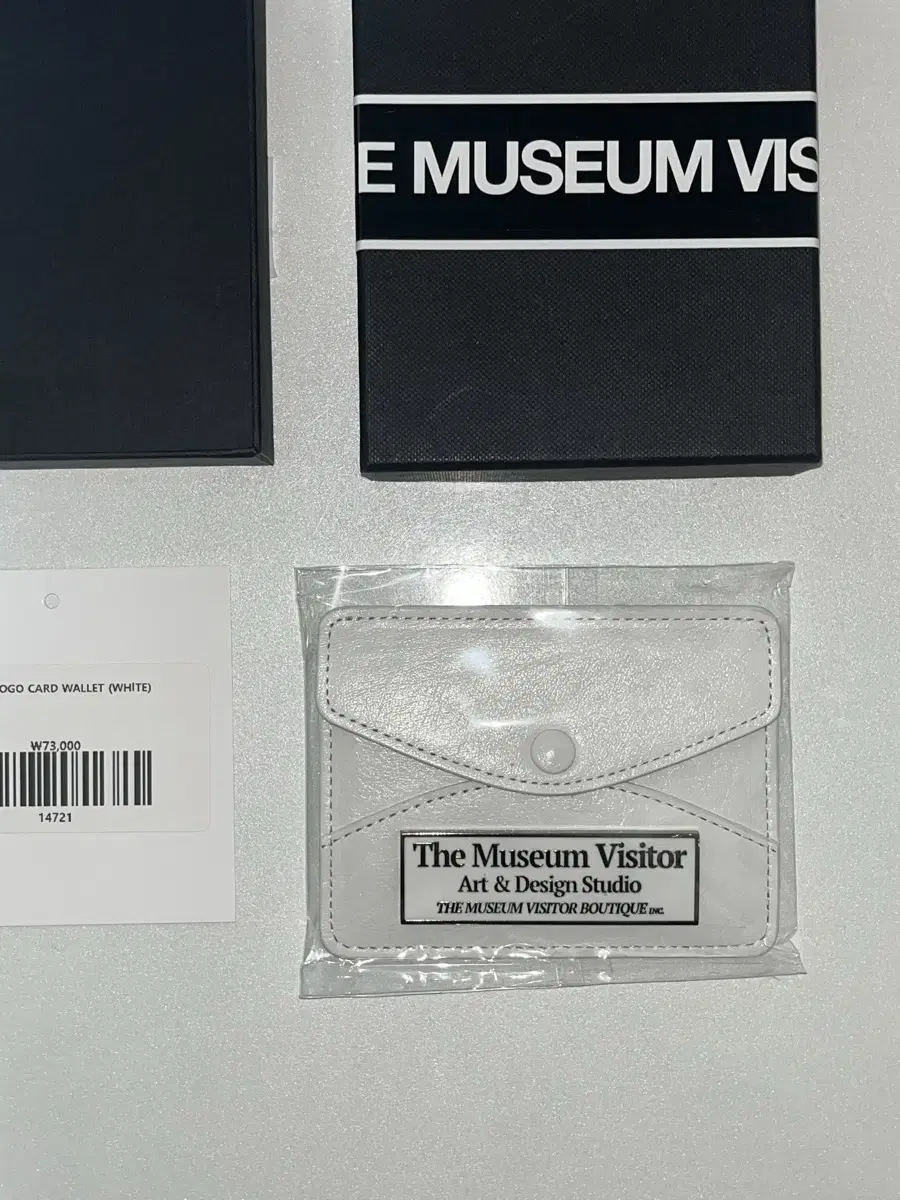 E MUSEUM VIS
OGO CARD WALLET (WHITE)
₩73,000
14721
The Museum Visitor
Art & Design Studio
THE MUSEUM VISITOR BOUTIQUE INC.